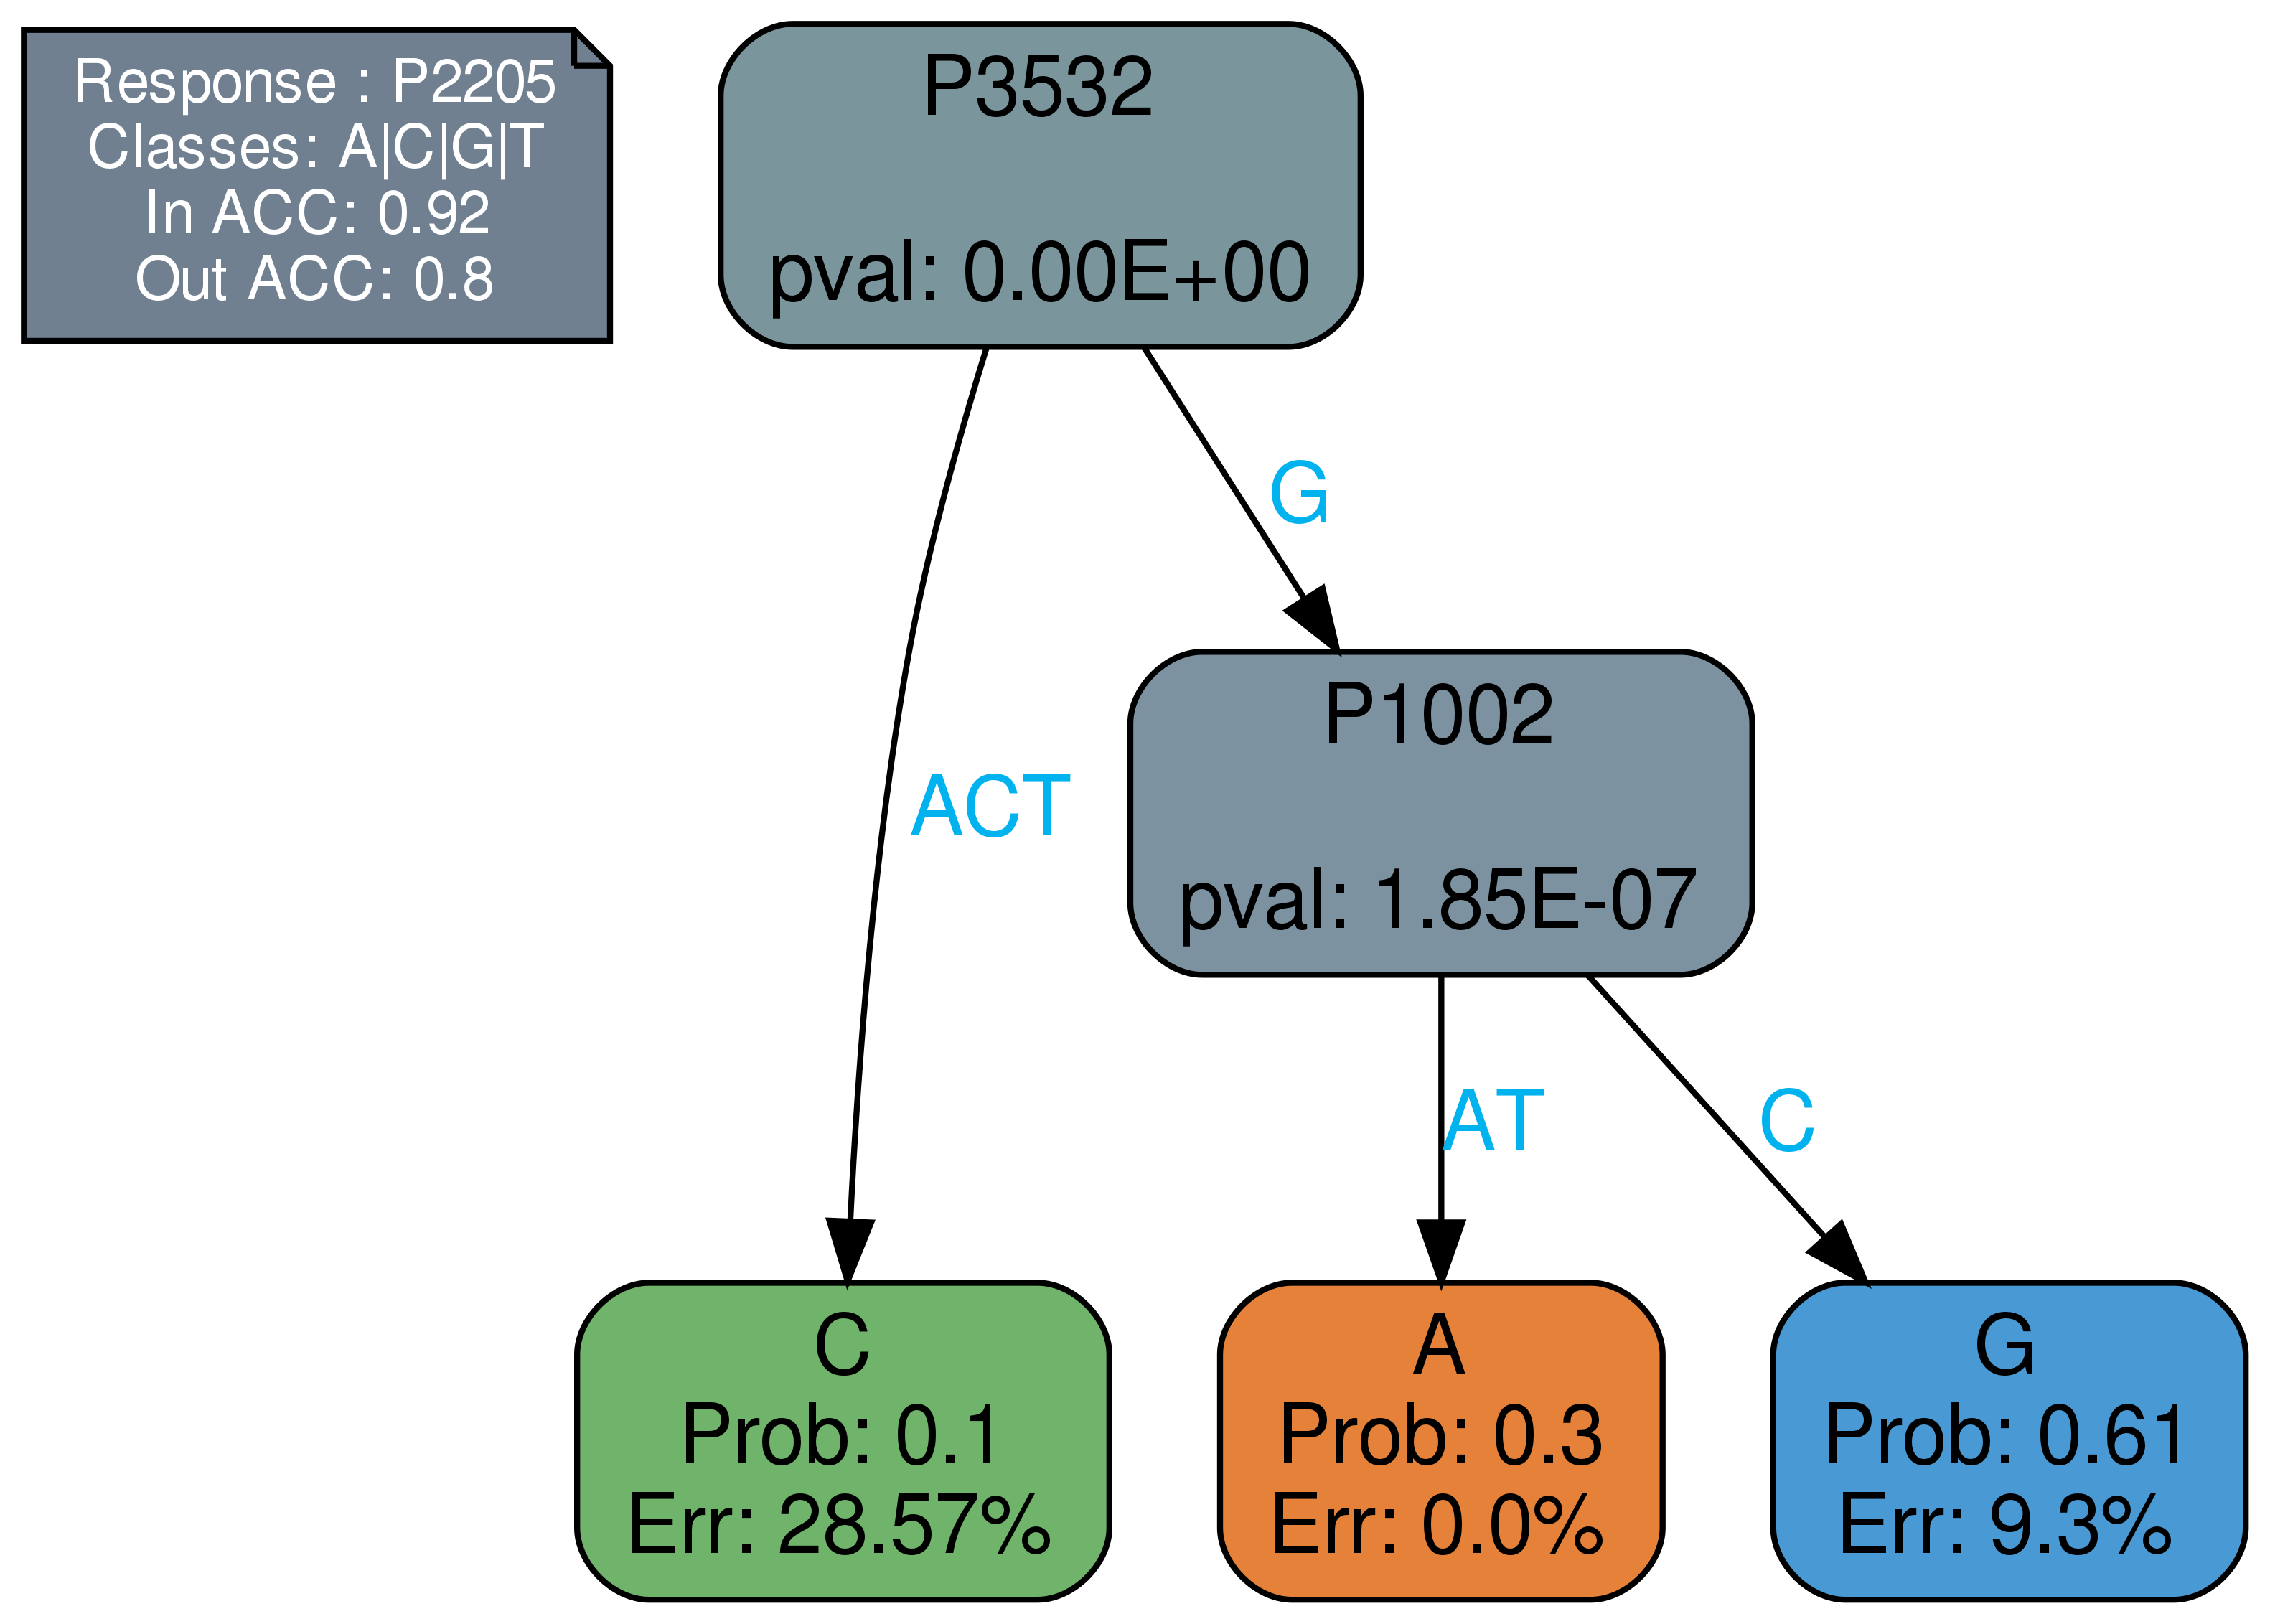 Response : P2205
Classes: A|C|G|T
In ACC: 0.92
Out ACC: 0.8
P3532
pval: 0.00E+00
G
P1002
pval: 1.85E-07
ACT
AT
C
C
Prob: 0.1
Err: 28.57%
A
Prob: 0.3
Err: 0.0%
G
Prob: 0.61
Err: 9.3%